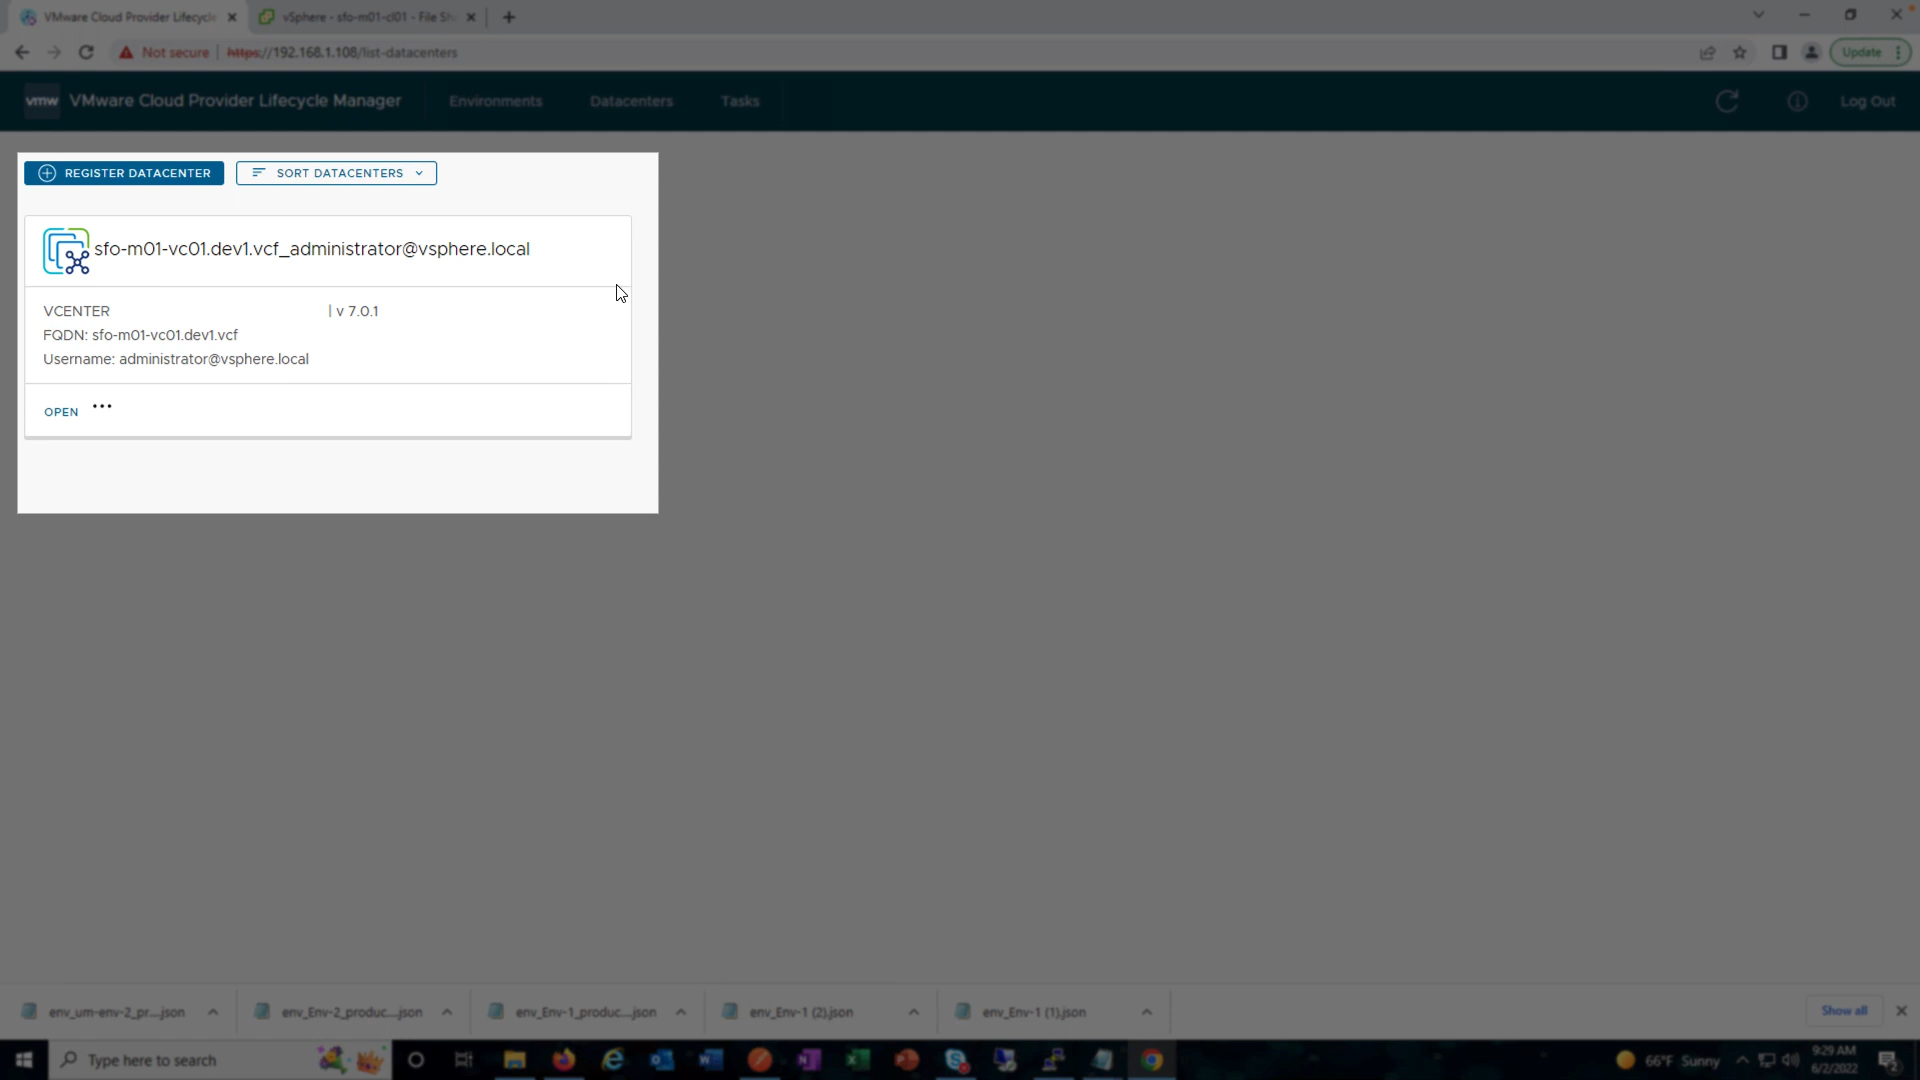 VMware Cloud Provider Lifecycle
vSphere - sfo-m01-cl01 - File Sh
Not secure | https://192.168.1.108/list-datacenters
Update
vmw VMware Cloud Provider Lifecycle Manager Environments Datacenters Tasks Log Out
REGISTER DATACENTER SORT DATACENTERS
sfo-m01-vc01.dev1.vcf_administrator@vsphere.local
VCENTER | v 7.0.1
FQDN: sfo-m01-vc01.dev1.vcf
Username: administrator@vsphere.local
OPEN •••
env_um-env-2_pr....json env_Env-2_produc....json env_Env-1_produc....json env_Env-1 (2).json env_Env-1 (1).json Show all
Type here to search
66°F Sunny
9:29 AM
6/2/2022